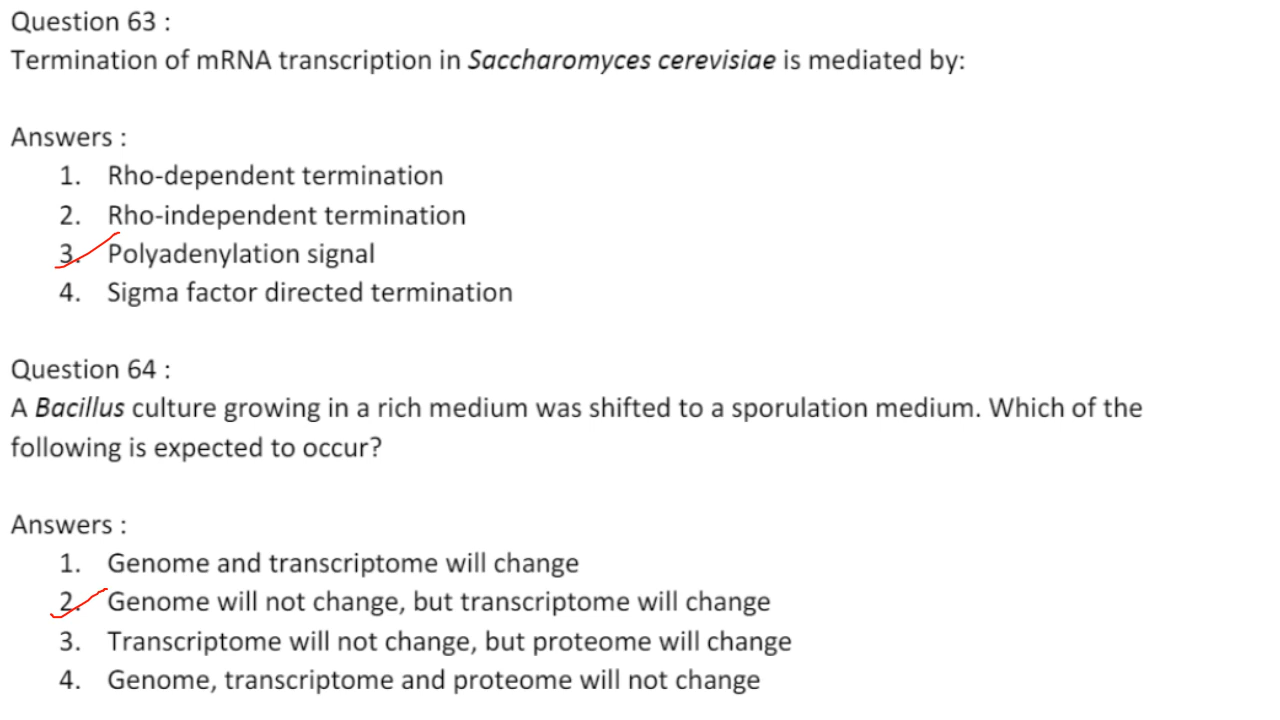 Question 63 :
Termination of mRNA transcription in Saccharomyces cerevisiae is mediated by:
Answers :
1. Rho-dependent termination
2. Rho-independent termination
3. Polyadenylation signal
4. Sigma factor directed termination
Question 64 :
A Bacillus culture growing in a rich medium was shifted to a sporulation medium. Which of the
following is expected to occur?
Answers :
1. Genome and transcriptome will change
2. Genome will not change, but transcriptome will change
3. Transcriptome will not change, but proteome will change
4. Genome, transcriptome and proteome will not change